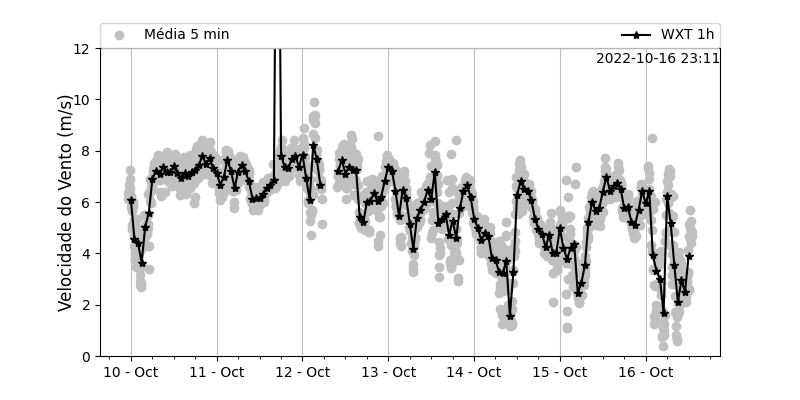 Média 5 min
WXT 1h
2022-10-16 23:11
Velocidade do Vento (m/s)
12
10
8
6
4
2
0
10 - Oct
11 - Oct
12 - Oct
13 - Oct
14 - Oct
15 - Oct
16 - Oct